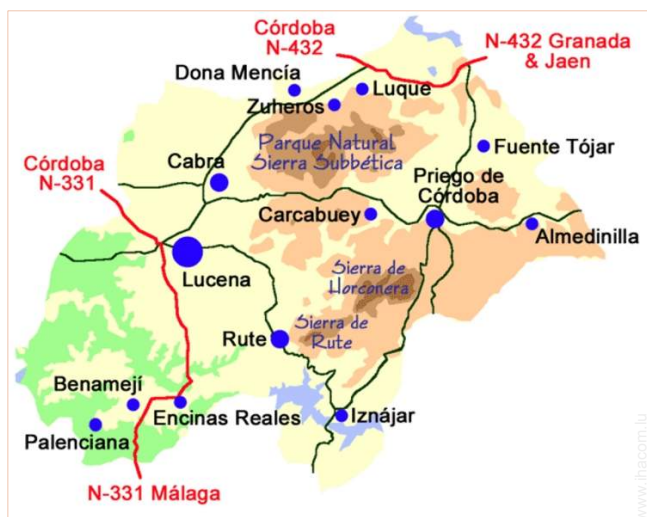 Córdoba
N-432
N-432 Granada
& Jaen
Dona Mencía
Luque
Zuheros
Parque Natural
Sierra Subbética
Fuente Tójar
Córdoba
N-331
Cabra
Priego de
Córdoba
Carcabuey
Almedinilla
Lucena
Sierra de
Horconera
Sierra de
Rute
Rute
Benamejí
Encinas Reales
Iznájar
Palenciana
N-331 Málaga
www.ihacom.lu